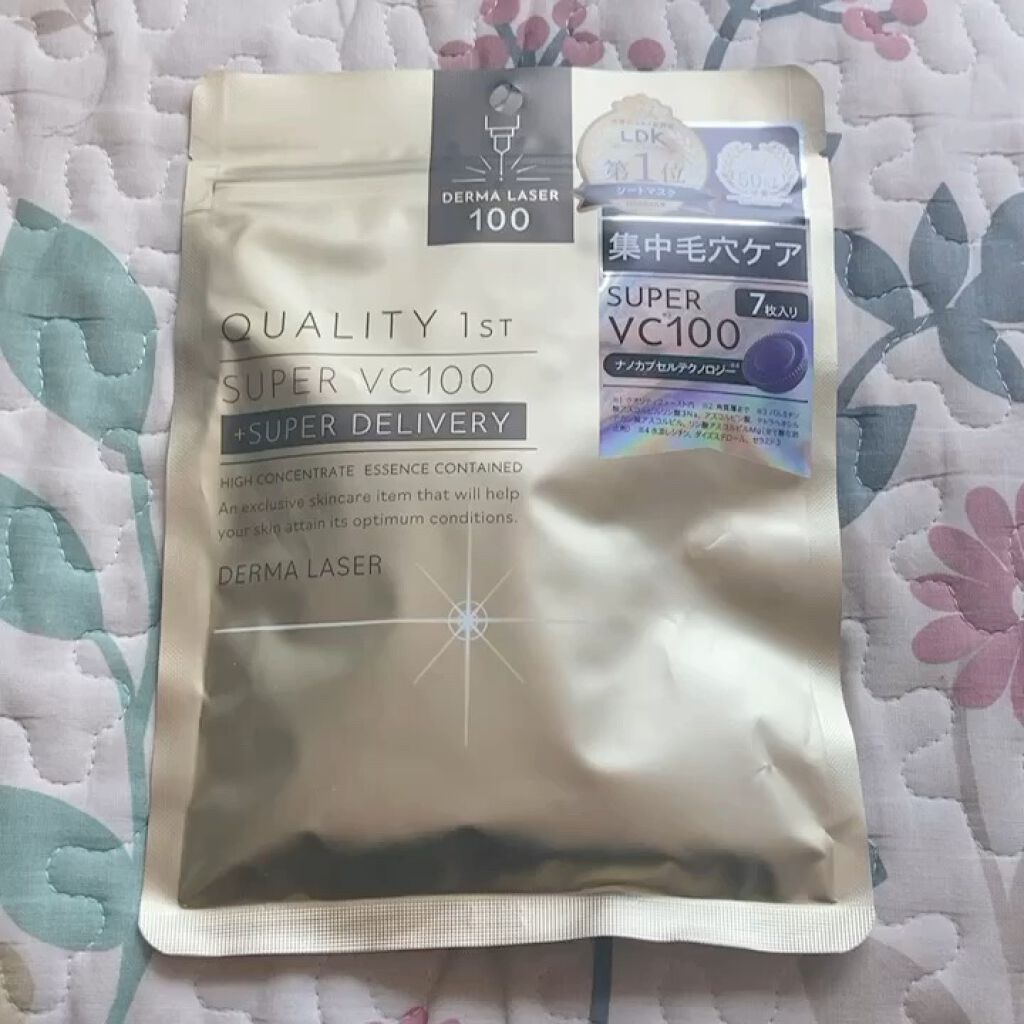 DERMA LASER
100
LDK
第1位
シートマスク
集中毛穴ケア
SUPER
VC100
7枚入り
ナノカプセルテクノロジー※4
QUALITY 1ST
SUPER VC100
+SUPER DELIVERY
HIGH CONCENTRATE ESSENCE CONTAINED
An exclusive skincare item that will help
your skin attain its optimum conditions.
DERMA LASER